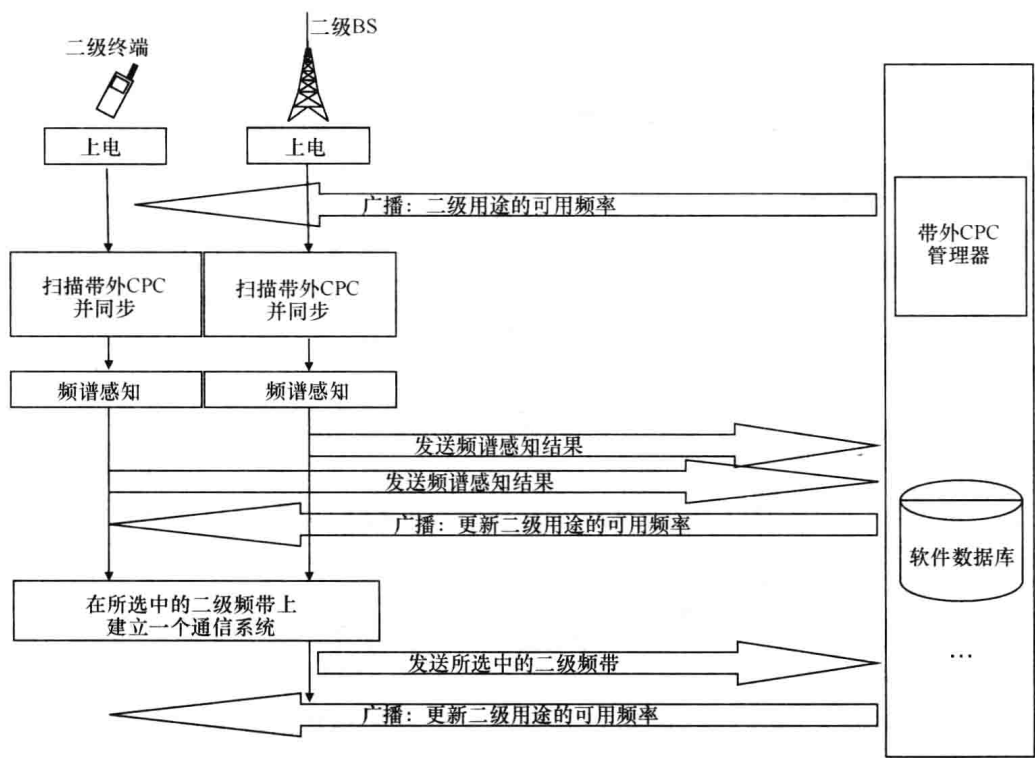 二级BS
二级终端
上电
上电
广播：二级用途的可用频率
带外CPC
管理器
扫描带外CPC
并同步
扫描带外CPC
并同步
频谱感知
频谱感知
发送频谱感知结果
发送频谱感知结果
广播：更新二级用途的可用频率
软件数据库
在所选中的二级频带上
建立一个通信系统
发送所选中的二级频带
…
广播：更新二级用途的可用频率